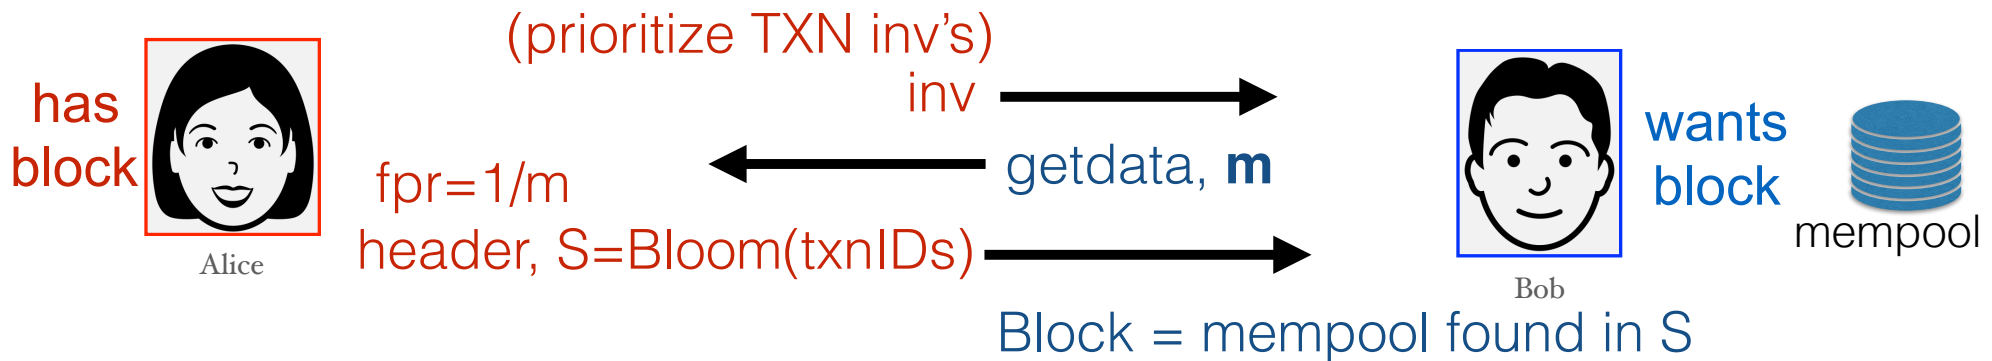 (prioritize TXN inv’s)
inv
has
block
Alice
getdata, m
fpr=1/m
header, S=Bloom(txnIDs)
wants
block
mempool
Bob
Block = mempool found in S